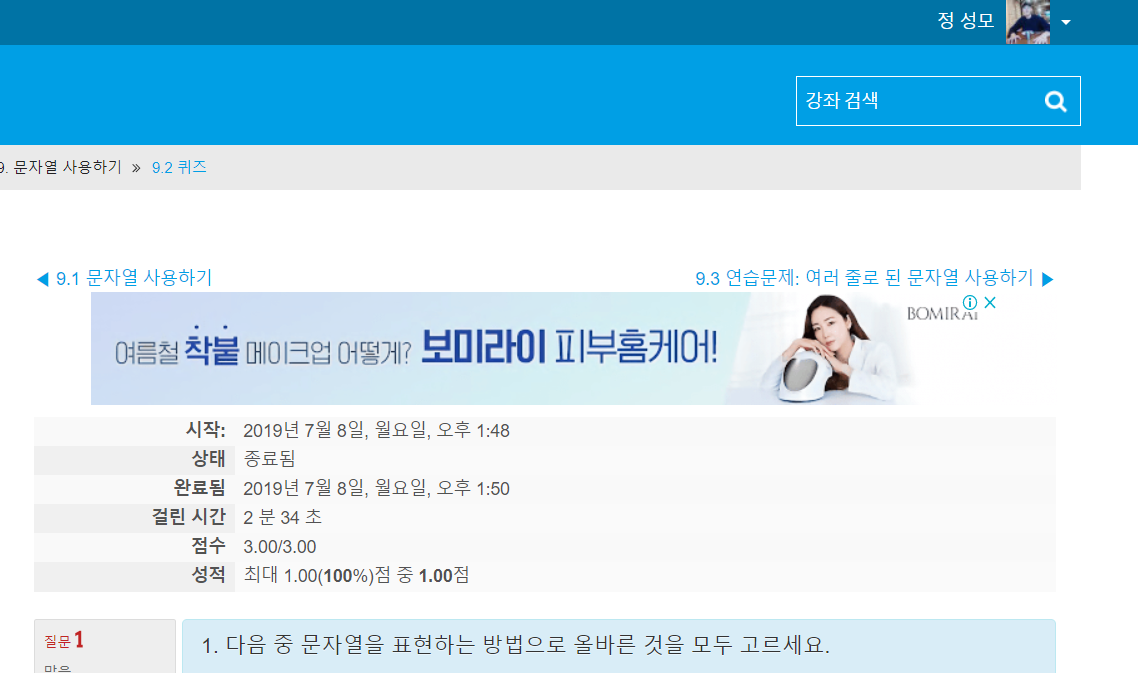 정 성모
강좌 검색
9. 문자열 사용하기 » 9.2 퀴즈
◀ 9.1 문자열 사용하기
9.3 연습문제: 여러 줄로 된 문자열 사용하기 ▶
여름철 착붙 메이크업 어떻게? 보미라이 피부홈케어!
BOMIRAI
시작: 2019년 7월 8일, 월요일, 오후 1:48
상태 종료됨
완료됨 2019년 7월 8일, 월요일, 오후 1:50
걸린 시간 2 분 34 초
점수 3.00/3.00
성적 최대 1.00(100%)점 중 1.00점
질문 1
맞음
1. 다음 중 문자열을 표현하는 방법으로 올바른 것을 모두 고르세요.